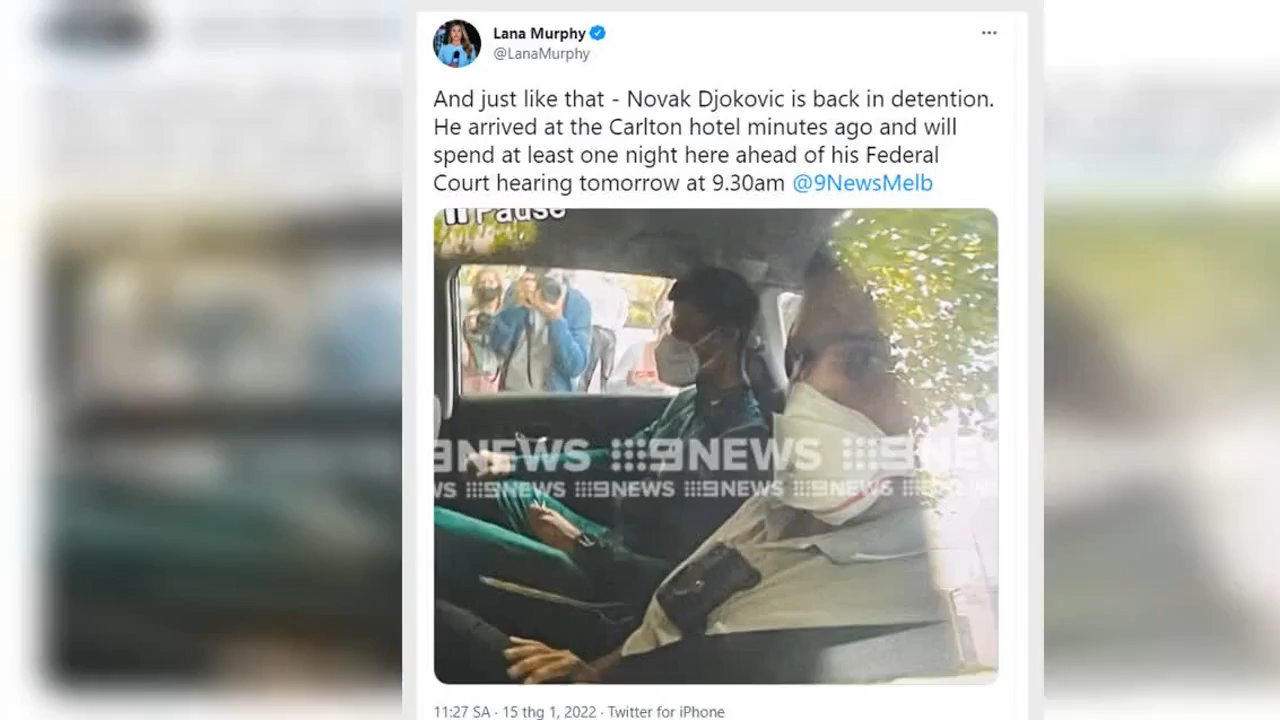 Lana Murphy
@LanaMurphy
And just like that - Novak Djokovic is back in detention.
He arrived at the Carlton hotel minutes ago and will
spend at least one night here ahead of his Federal
Court hearing tomorrow at 9.30am @9NewsMelb
Pause
9NEWS 9NEWS 9NEWS
WS 9NEWS 9NEWS 9NEWS 9NEWS 9NEWS
11:27 SA · 15 thg 1, 2022 · Twitter for iPhone